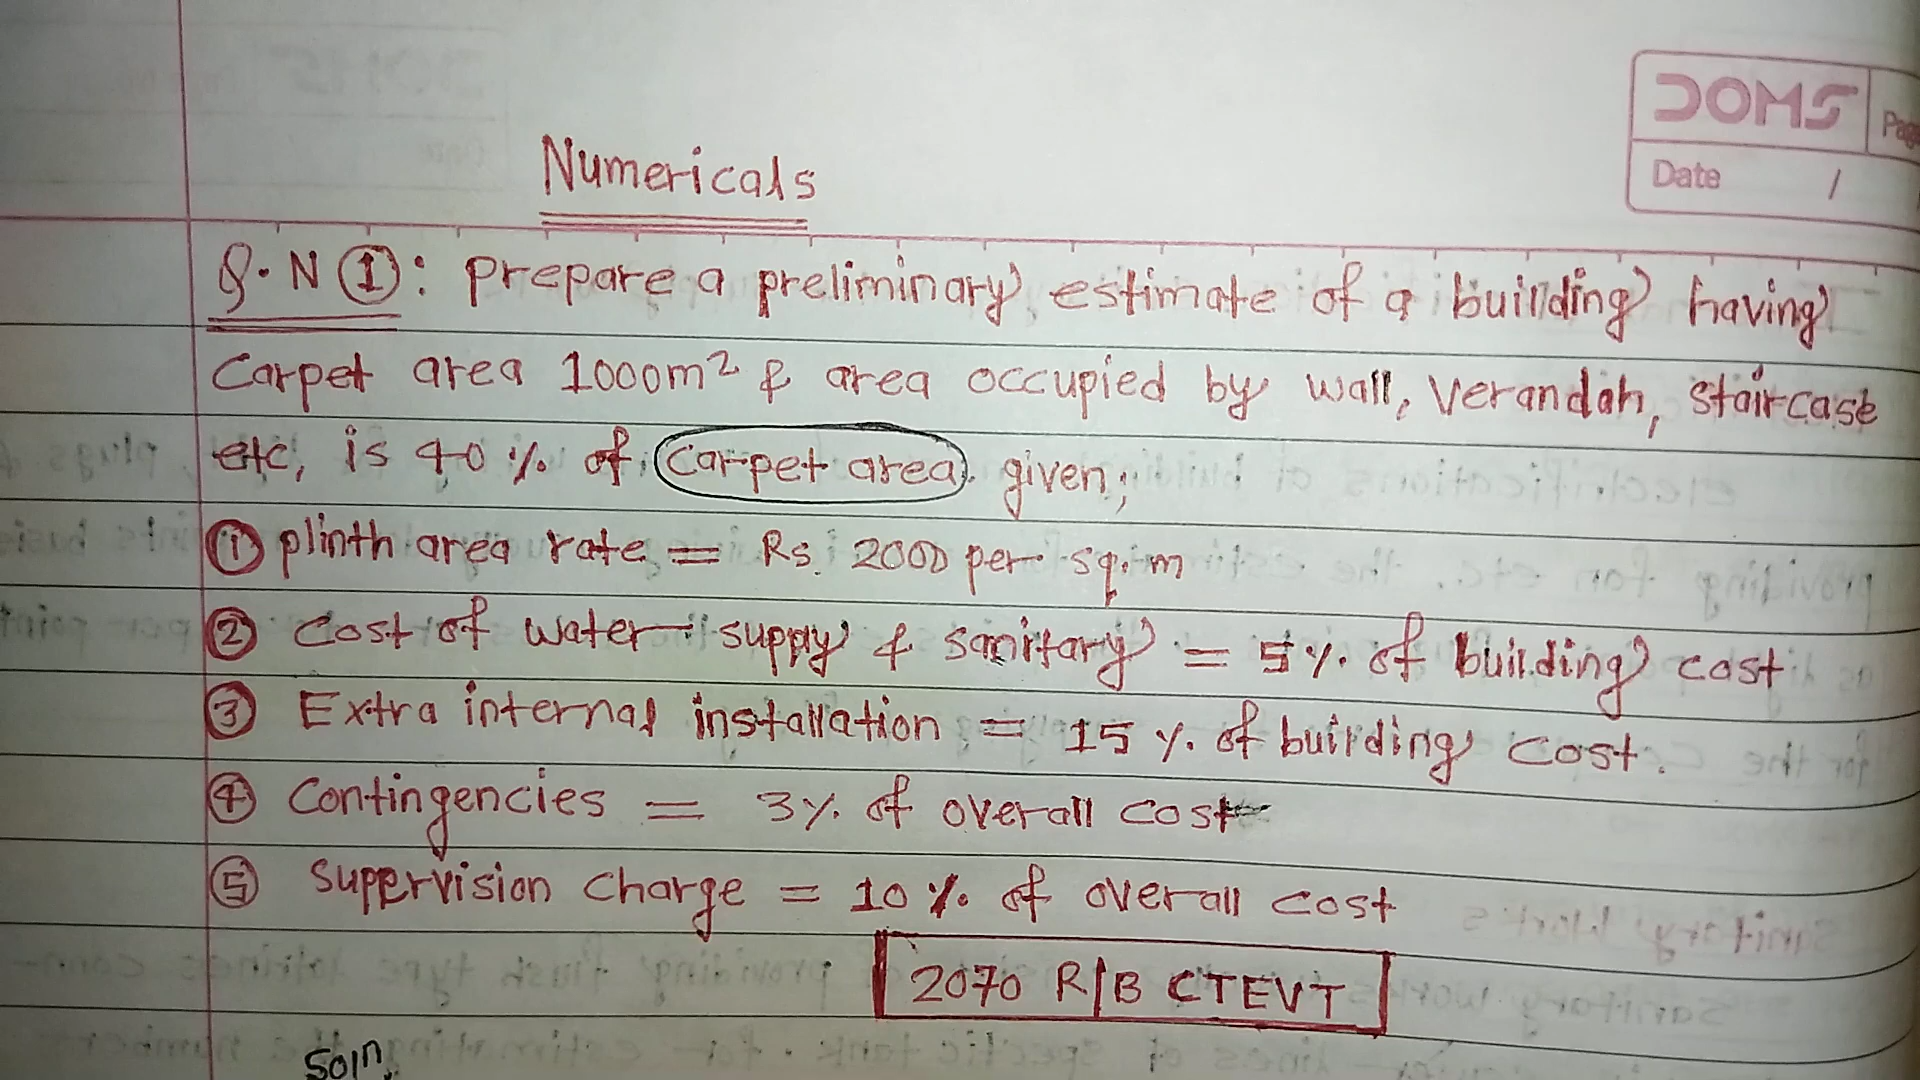 DOMS
Pag
Date /
Numericals
Q.N ①: Prepare a preliminary estimate of a building having
Carpet area 1000m² & area occupied by wall, Verandah, staircase
etc, is 40% of Carpet area. given;
① plinth area rate = Rs. 2000 per sq.m
② Cost of water supply & sanitary = 5% of building cost
③ Extra internal installation = 15% of building cost.
④ Contingencies = 3% of overall cost
⑤ Supervision charge = 10% of overall cost
2070 R/B CTEVT
Soln,